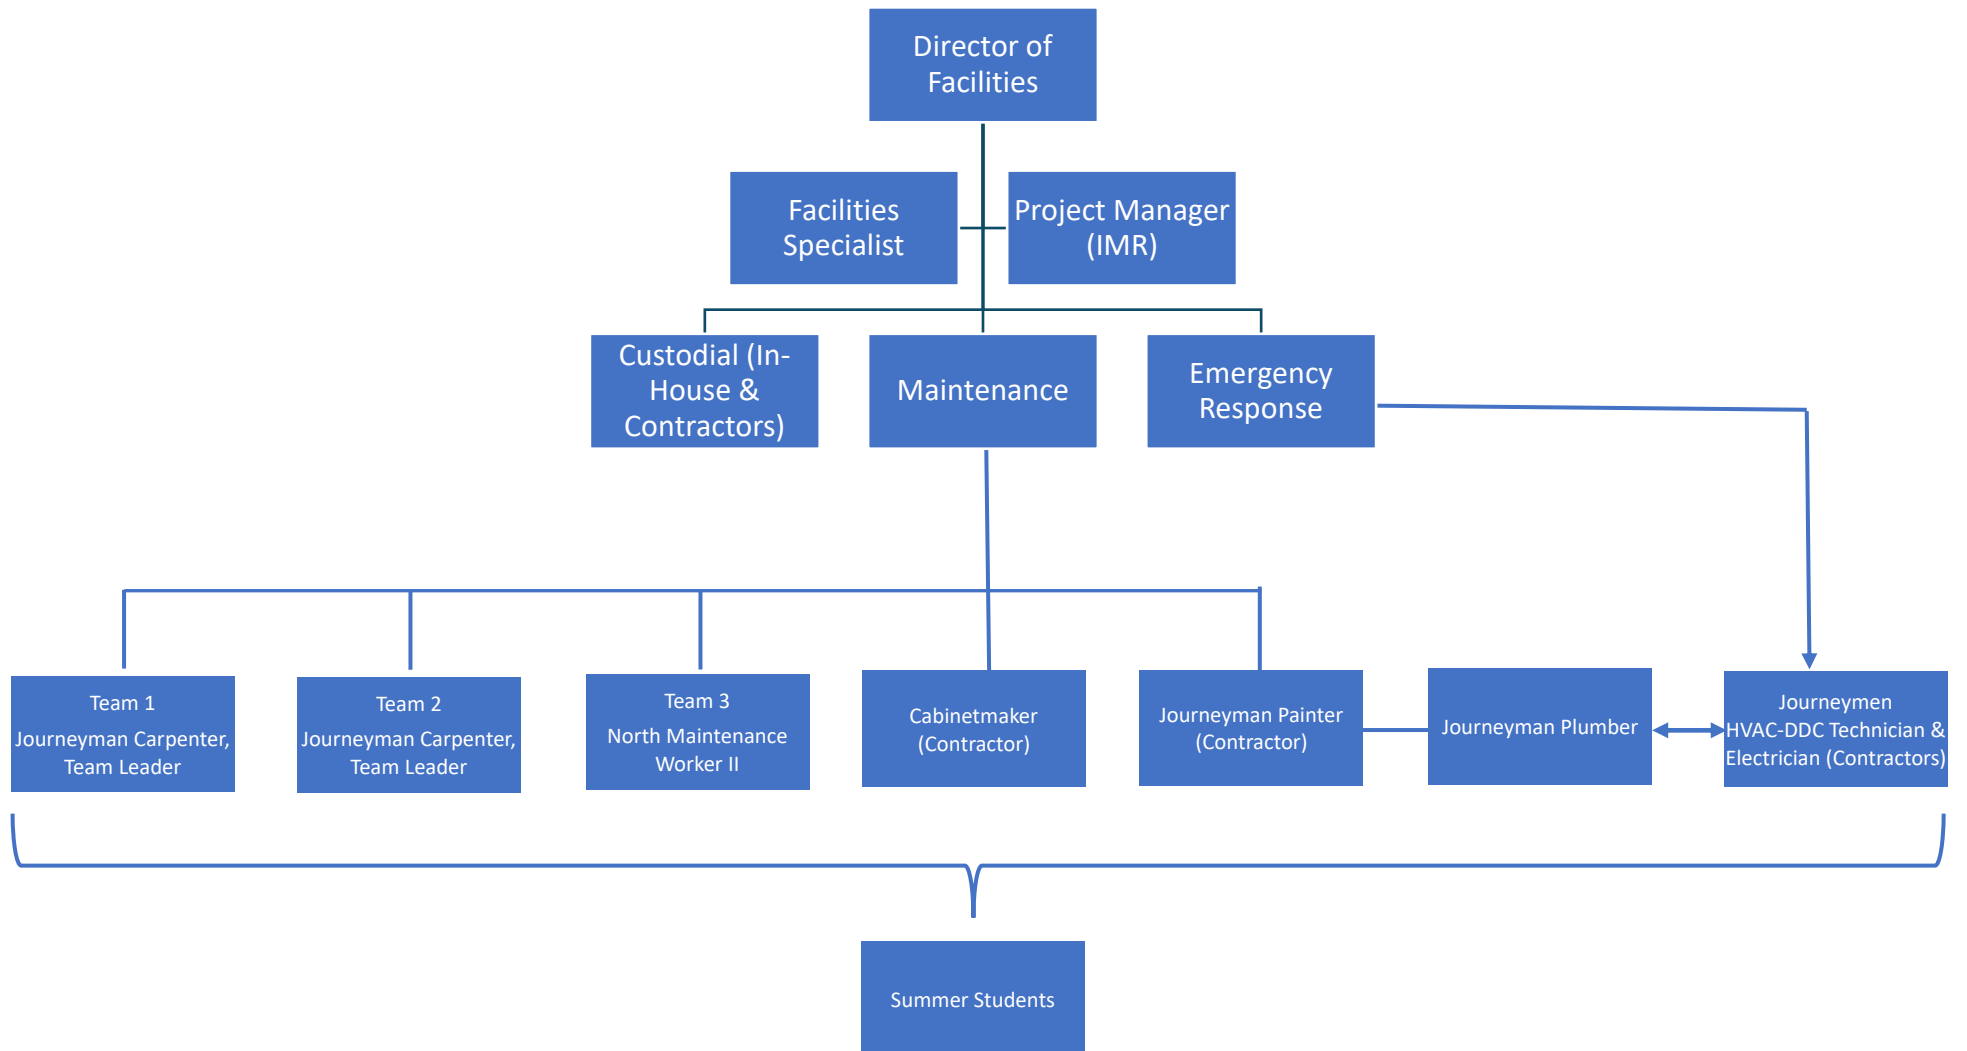 Director of
Facilities
Facilities
Specialist
Project Manager
(IMR)
Custodial (In-
House &
Contractors)
Maintenance
Emergency
Response
Team 1
Journeyman Carpenter,
Team Leader
Team 2
Journeyman Carpenter,
Team Leader
Team 3
North Maintenance
Worker II
Cabinetmaker
(Contractor)
Journeyman Painter
(Contractor)
Journeyman Plumber
Journeymen
HVAC-DDC Technician &
Electrician (Contractors)
Summer Students